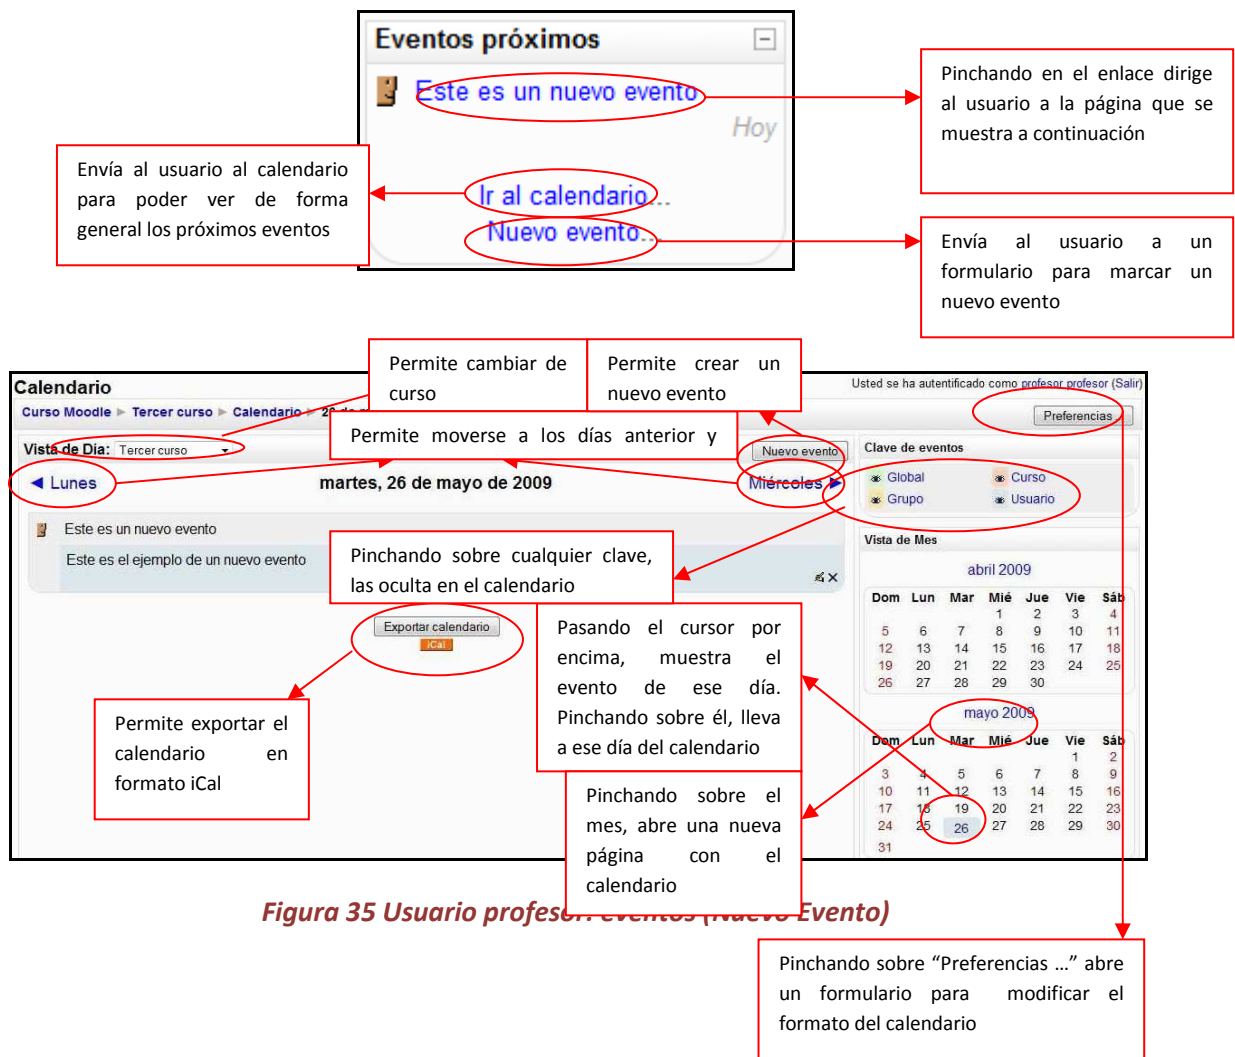 Eventos próximos
Este es un nuevo evento
Hoy
Ir al calendario...
Nuevo evento...
Pinchando en el enlace dirige
al usuario a la página que se
muestra a continuación
Envía al usuario al calendario
para poder ver de forma
general los próximos eventos
Envía al usuario a un
formulario para marcar un
nuevo evento
Permite cambiar de
curso
Permite crear un
nuevo evento
Calendario
Usted se ha autentificado como profesor profesor (Salir)
Curso Moodle ► Tercer curso ► Calendario ► 26 de
Preferencias ...
Permite moverse a los días anterior y
Vista de Día: Tercer curso
Nuevo evento
◄ Lunes
martes, 26 de mayo de 2009
Miércoles ►
Clave de eventos
Global Curso
Grupo Usuario
Este es un nuevo evento
Este es el ejemplo de un nuevo evento
Pinchando sobre cualquier clave,
las oculta en el calendario
Exportar calendario
iCal
Permite exportar el
calendario en
formato iCal
Pasando el cursor por
encima, muestra el
evento de ese día.
Pinchando sobre él, lleva
a ese día del calendario
Pinchando sobre el
mes, abre una nueva
página con el
calendario
Vista de Mes
abril 2009
Dom Lun Mar Mié Jue Vie Sáb
1 2 3 4
5 6 7 8 9 10 11
12 13 14 15 16 17 18
19 20 21 22 23 24 25
26 27 28 29 30
mayo 2009
Dom Lun Mar Mié Jue Vie Sáb
1 2
3 4 5 6 7 8 9
10 11 12 13 14 15 16
17 18 19 20 21 22 23
24 25 26 27 28 29 30
31
Figura 35 Usuario profesor: eventos (Nuevo Evento)
Pinchando sobre “Preferencias ...” abre
un formulario para modificar el
formato del calendario